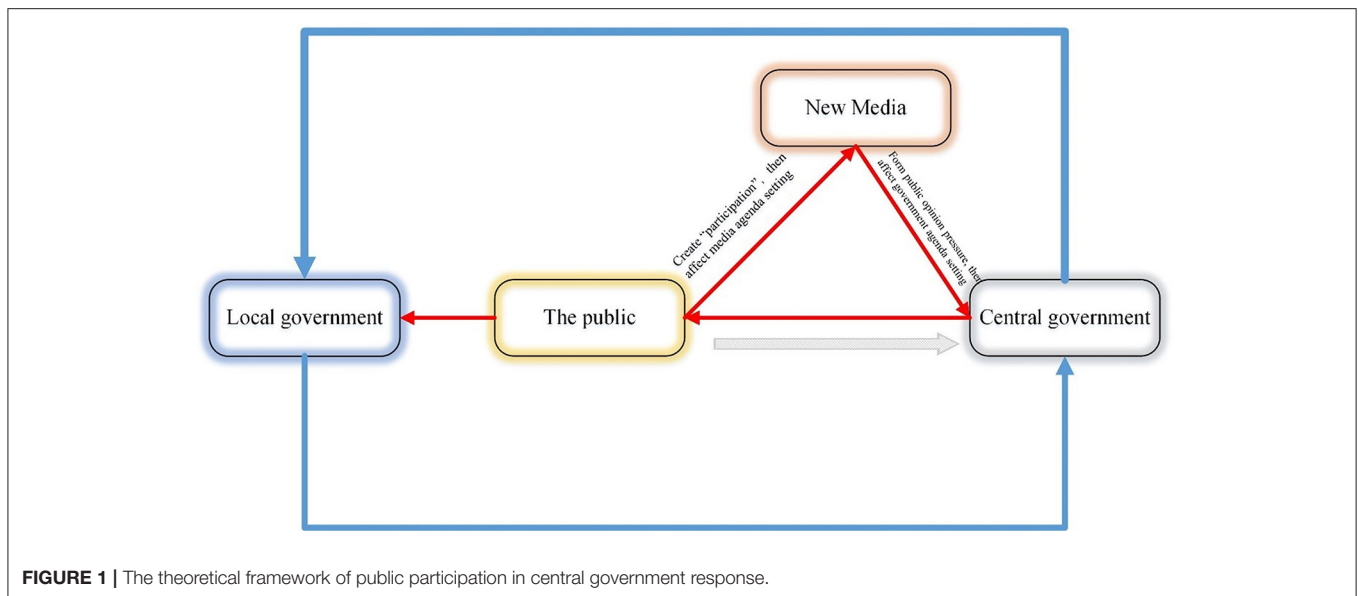 New Media
Create “participation”, then
affect media agenda setting
Form public opinion pressure, then
affect government agenda setting
Local government
The public
Central government
FIGURE 1 | The theoretical framework of public participation in central government response.